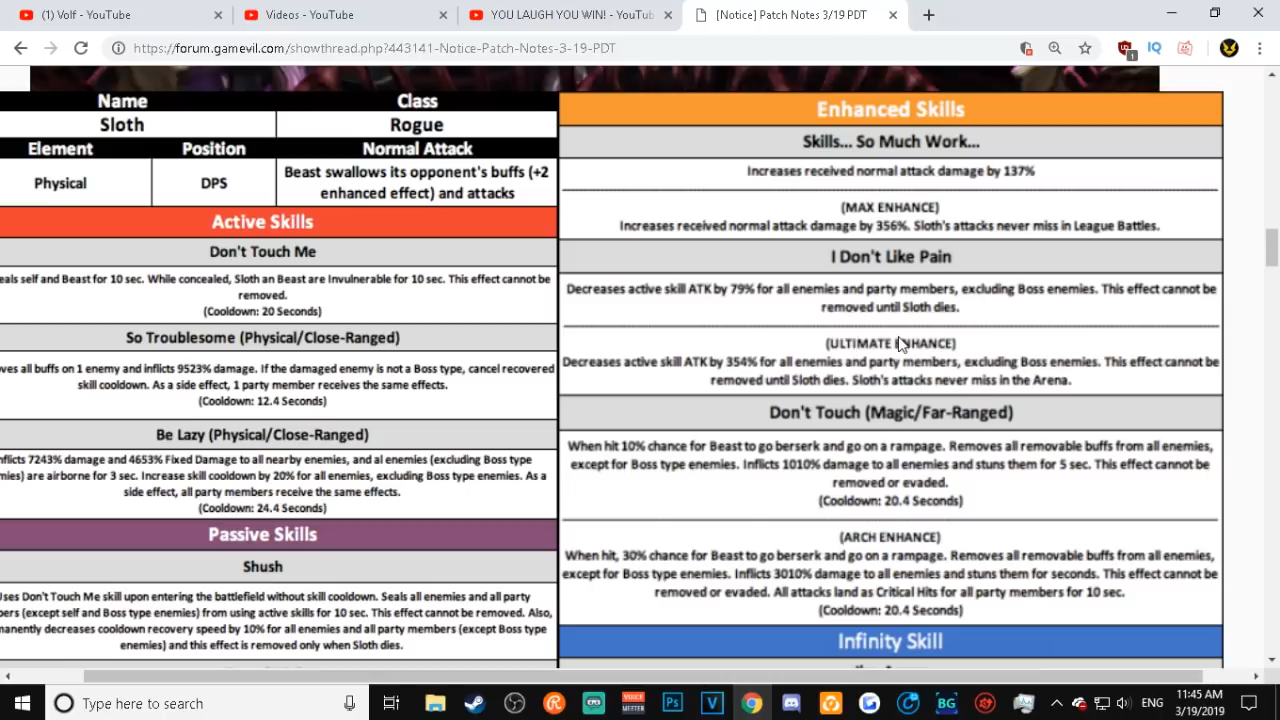 (1) Volf - YouTube
Videos - YouTube
YOU LAUGH YOU WIN! - YouTub
[Notice] Patch Notes 3/19 PDT
https://forum.gamevil.com/showthread.php?443141-Notice-Patch-Notes-3-19-PDT
1
IQ
Name
Class
Sloth
Rogue
Element
Position
Normal Attack
Physical
DPS
Beast swallows its opponent's buffs (+2
enhanced effect) and attacks
Active Skills
Don't Touch Me
eals self and Beast for 10 sec. While concealed, Sloth an Beast are Invulnerable for 10 sec. This effect cannot be
removed.
(Cooldown: 20 Seconds)
So Troublesome (Physical/Close-Ranged)
ves all buffs on 1 enemy and inflicts 9523% damage. If the damaged enemy is not a Boss type, cancel recovered
skill cooldown. As a side effect, 1 party member receives the same effects.
(Cooldown: 12.4 Seconds)
Be Lazy (Physical/Close-Ranged)
nflicts 7243% damage and 4653% Fixed Damage to all nearby enemies, and al enemies (excluding Boss type
mies) are airborne for 3 sec. Increase skill cooldown by 20% for all enemies, excluding Boss type enemies. As a
side effect, all party members receive the same effects.
(Cooldown: 24.4 Seconds)
Passive Skills
Shush
Uses Don't Touch Me skill upon entering the battlefield without skill cooldown. Seals all enemies and all party
bers (except self and Boss type enemies) from using active skills for 10 sec. This effect cannot be removed. Also,
manently decreases cooldown recovery speed by 10% for all enemies and all party members (except Boss type
enemies) and this effect is removed only when Sloth dies.
Enhanced Skills
Skills... So Much Work...
Increases received normal attack damage by 137%
(MAX ENHANCE)
Increases received normal attack damage by 356%. Sloth's attacks never miss in League Battles.
I Don't Like Pain
Decreases active skill ATK by 79% for all enemies and party members, excluding Boss enemies. This effect cannot be
removed until Sloth dies.
(ULTIMATE ENHANCE)
Decreases active skill ATK by 354% for all enemies and party members, excluding Boss enemies. This effect cannot be
removed until Sloth dies. Sloth's attacks never miss in the Arena.
Don't Touch (Magic/Far-Ranged)
When hit 10% chance for Beast to go berserk and go on a rampage. Removes all removable buffs from all enemies,
except for Boss type enemies. Inflicts 1010% damage to all enemies and stuns them for 5 sec. This effect cannot be
removed or evaded.
(Cooldown: 20.4 Seconds)
(ARCH ENHANCE)
When hit, 30% chance for Beast to go berserk and go on a rampage. Removes all removable buffs from all enemies,
except for Boss type enemies. Inflicts 3010% damage to all enemies and stuns them for seconds. This effect cannot be
removed or evaded. All attacks land as Critical Hits for all party members for 10 sec.
(Cooldown: 20.4 Seconds)
Infinity Skill
Type here to search
VOICE
MEETER
Ps
V
BG
ENG
11:45 AM
3/19/2019